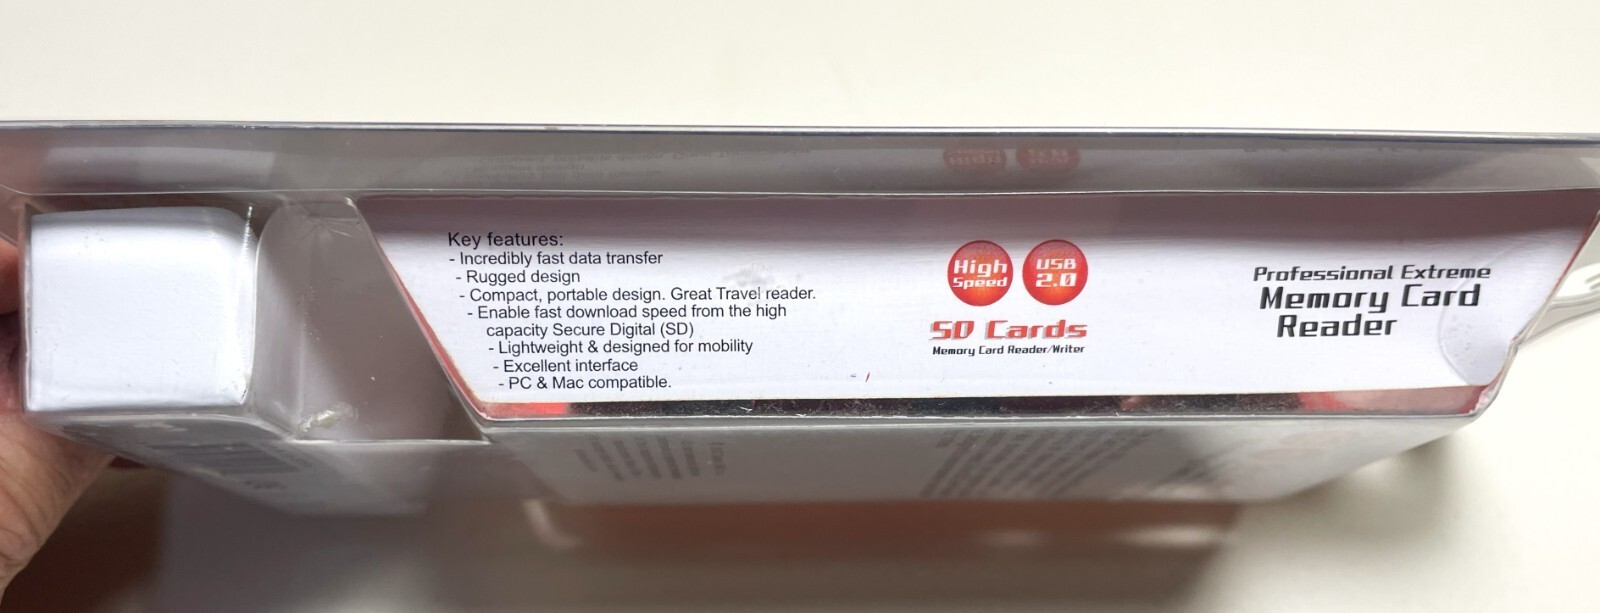 Key features:
- Incredibly fast data transfer
- Rugged design
- Compact, portable design. Great Travel reader.
- Enable fast download speed from the high
capacity Secure Digital (SD)
- Lightweight & designed for mobility
- Excellent interface
- PC & Mac compatible.
High
Speed
USB
2.0
SD Cards
Memory Card Reader/Writer
Professional Extreme
Memory Card
Reader